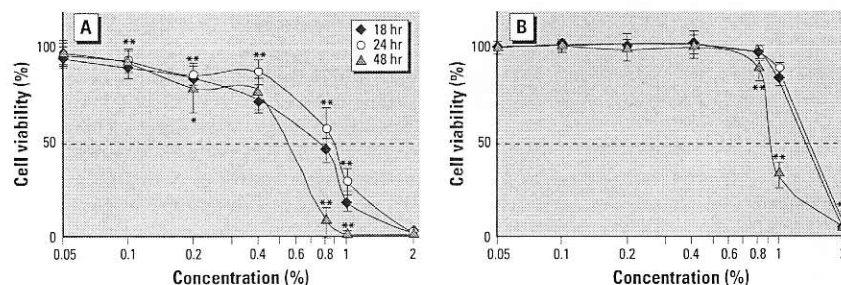 A
18 hr
24 hr
48 hr
Cell viability (%)
100
50
0
0.05 0.1 0.2 0.4 0.6 0.8 1 2
Concentration (%)
** ** ** ** ** * ** **
B
Cell viability (%)
100
50
0
0.05 0.1 0.2 0.4 0.6 0.8 1
Concentration (%)
** **